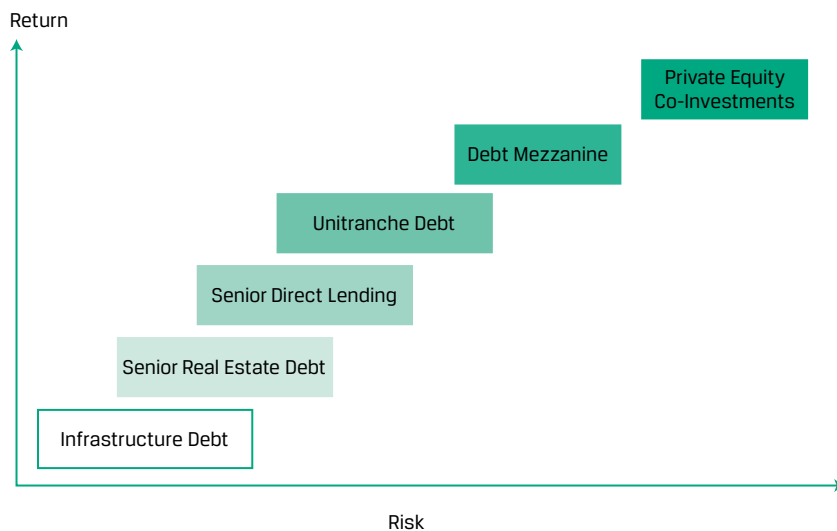 Return
Private Equity
Co-Investments
Debt Mezzanine
Unitranche Debt
Senior Direct Lending
Senior Real Estate Debt
Infrastructure Debt
Risk